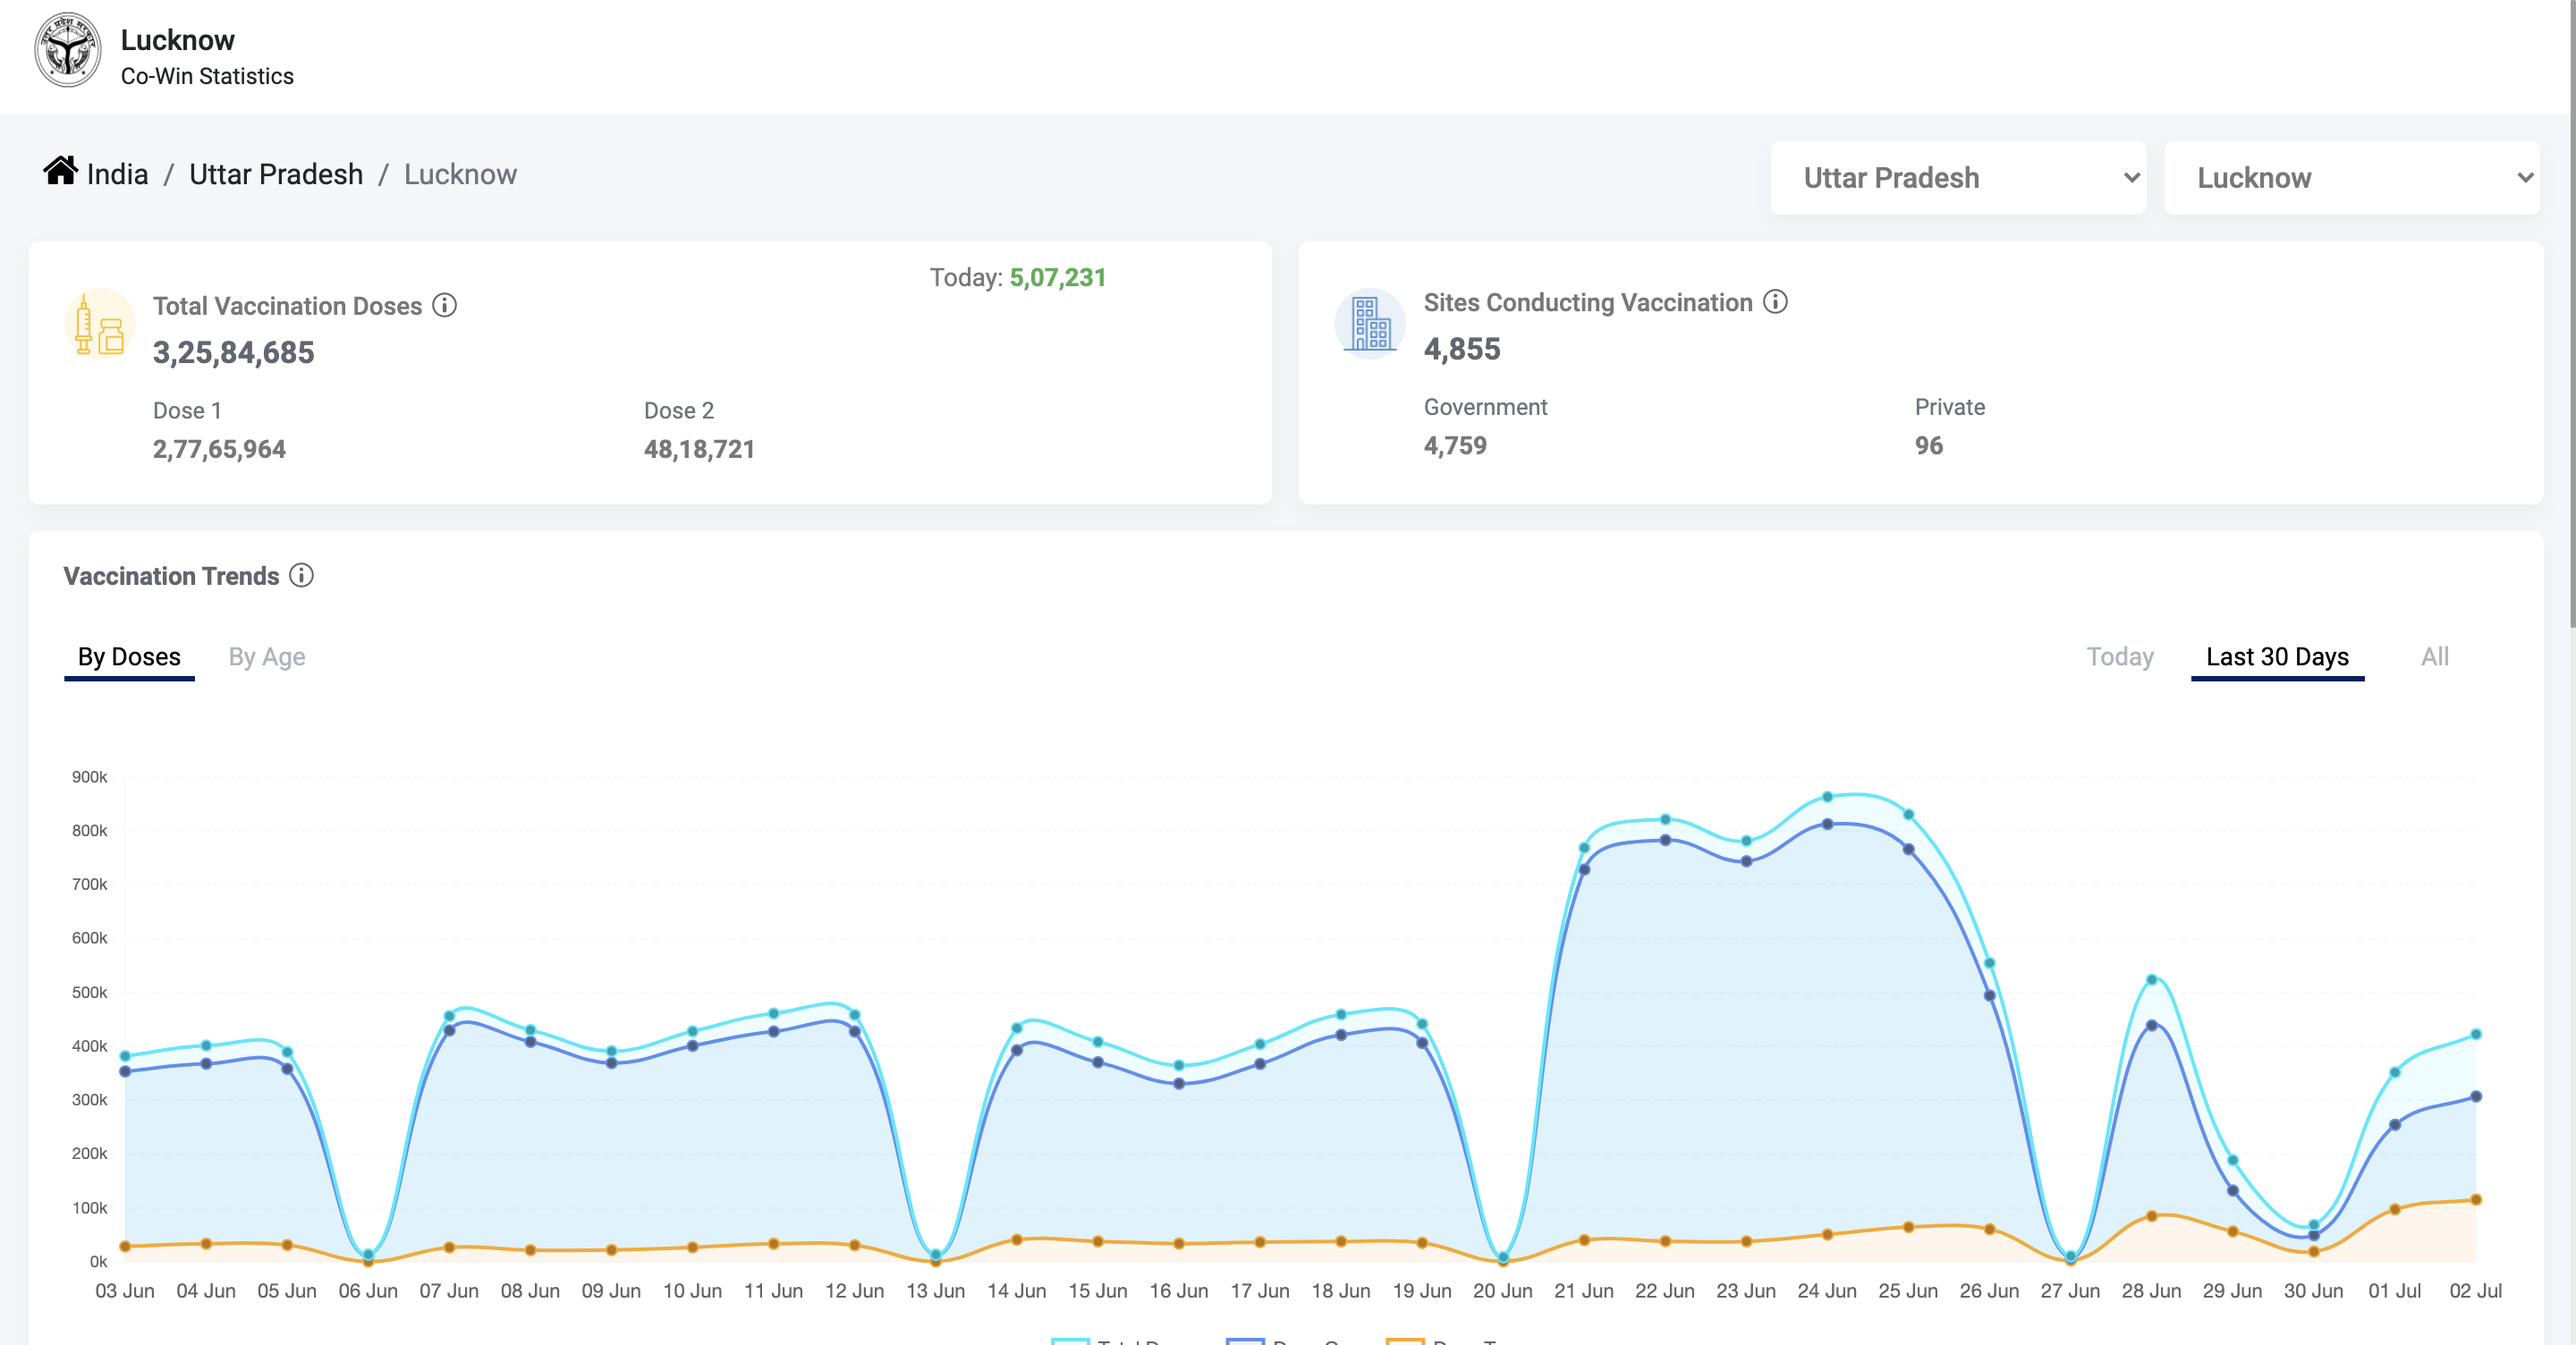 Lucknow
Co-Win Statistics
India / Uttar Pradesh / Lucknow
Uttar Pradesh
Lucknow
Today: 5,07,231
Total Vaccination Doses
3,25,84,685
Dose 1
2,77,65,964
Dose 2
48,18,721
Sites Conducting Vaccination
4,855
Government
4,759
Private
96
Vaccination Trends
By Doses By Age
Today Last 30 Days All
900k
800k
700k
600k
500k
400k
300k
200k
100k
0k
03 Jun 04 Jun 05 Jun 06 Jun 07 Jun 08 Jun 09 Jun 10 Jun 11 Jun 12 Jun 13 Jun 14 Jun 15 Jun 16 Jun 17 Jun 18 Jun 19 Jun 20 Jun 21 Jun 22 Jun 23 Jun 24 Jun 25 Jun 26 Jun 27 Jun 28 Jun 29 Jun 30 Jun 01 Jul 02 Jul